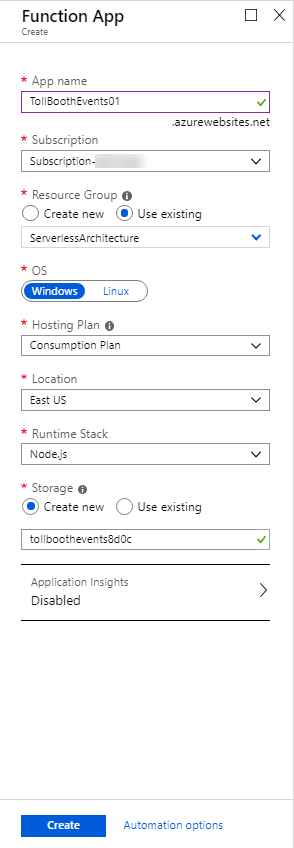 Function App
Create
* App name
TollBoothEvents01
.azurewebsites.net
* Subscription
Subscription-
* Resource Group
Create new Use existing
ServerlessArchitecture
* OS
Windows Linux
* Hosting Plan
Consumption Plan
* Location
East US
* Runtime Stack
Node.js
* Storage
Create new Use existing
tollboothevents8d0c
Application Insights
Disabled
Create Automation options